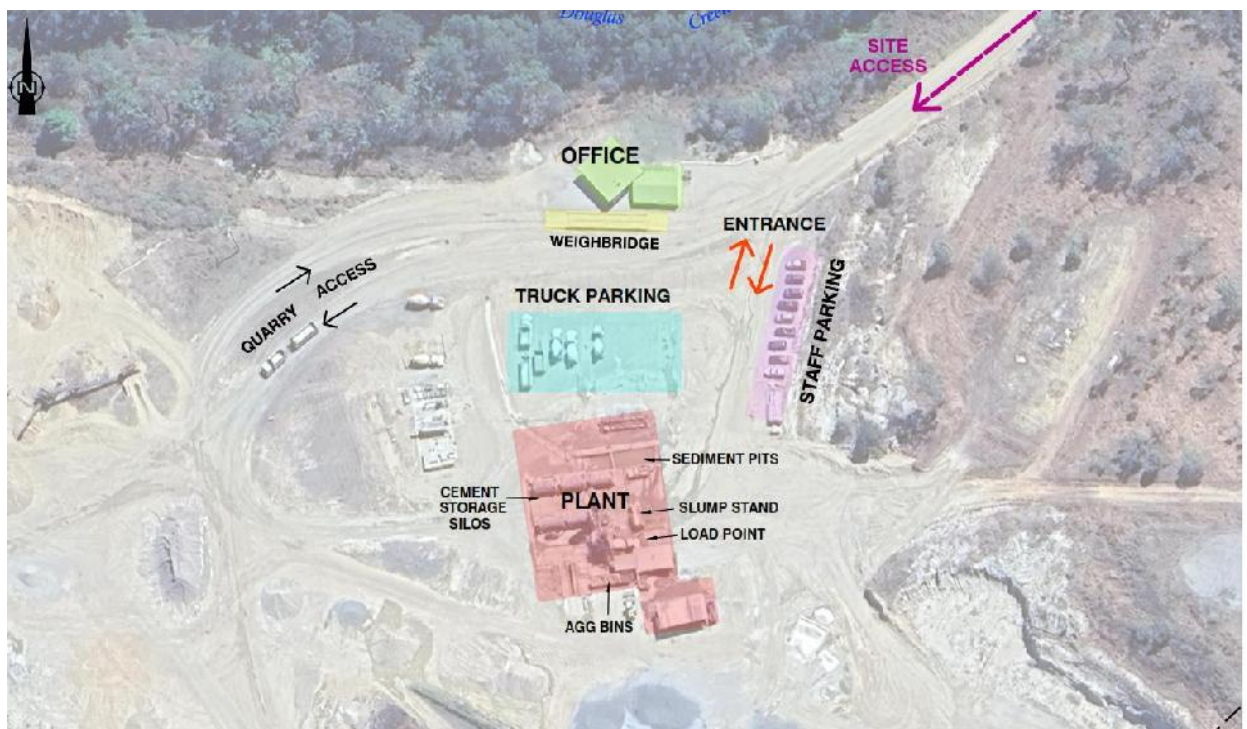 Douglas
Creek
N
SITE
ACCESS
OFFICE
WEIGHBRIDGE
ENTRANCE
QUARRY ACCESS
TRUCK PARKING
STAFF PARKING
SEDIMENT PITS
CEMENT
STORAGE
SILOS
PLANT
SLUMP STAND
LOAD POINT
AGG BINS